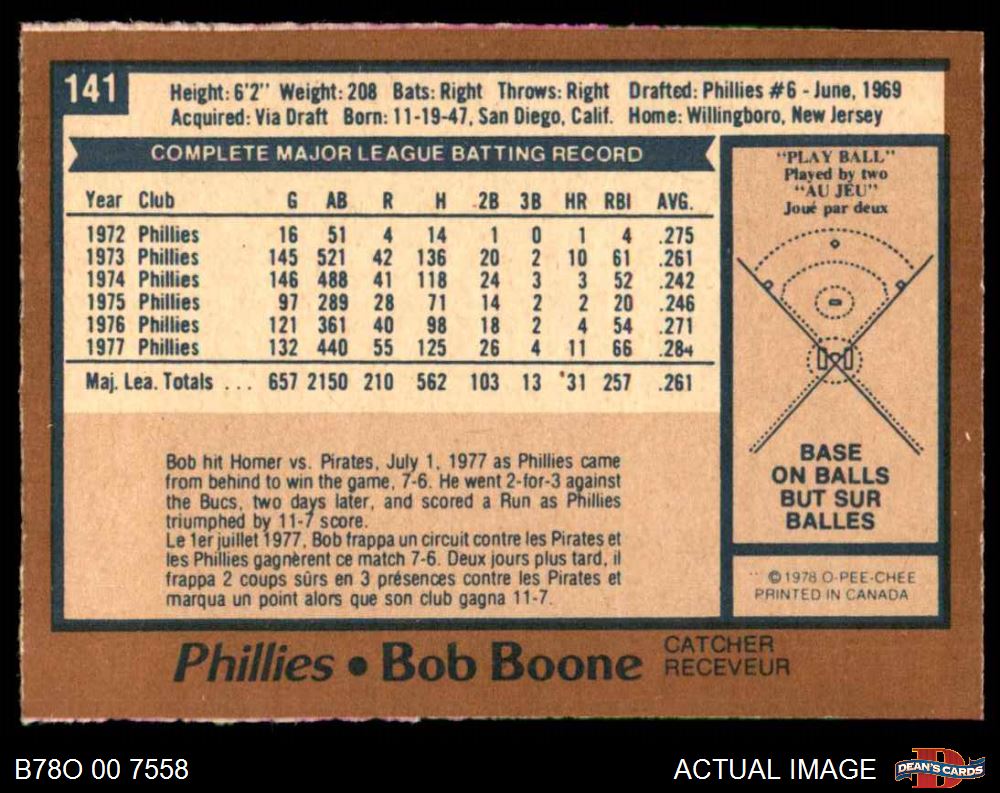 141
Height: 6'2" Weight: 208 Bats: Right Throws: Right Drafted: Phillies #6 - June, 1969
Acquired: Via Draft Born: 11-19-47, San Diego, Calif. Home: Willingboro, New Jersey
COMPLETE MAJOR LEAGUE BATTING RECORD
Year Club G AB R H 2B 3B HR RBI AVG.
1972 Phillies 16 51 4 14 1 0 1 4 .275
1973 Phillies 145 521 42 136 20 2 10 61 .261
1974 Phillies 146 488 41 118 24 3 3 52 .242
1975 Phillies 97 289 28 71 14 2 2 20 .246
1976 Phillies 121 361 40 98 18 2 4 54 .271
1977 Phillies 132 440 55 125 26 4 11 66 .284
Maj. Lea. Totals ... 657 2150 210 562 103 13 31 257 .261
Bob hit Homer vs. Pirates, July 1, 1977 as Phillies came
from behind to win the game, 7-6. He went 2-for-3 against
the Bucs, two days later, and scored a Run as Phillies
triumphed by 11-7 score.
Le 1er juillet 1977, Bob frappa un circuit contre les Pirates et
les Phillies gagnèrent ce match 7-6. Deux jours plus tard, il
frappa 2 coups sûrs en 3 présences contre les Pirates et
marqua un point alors que son club gagna 11-7.
"PLAY BALL"
Played by two
"AU JEU"
Joué par deux
BASE
ON BALLS
BUT SUR
BALLES
© 1978 O-PEE-CHEE
PRINTED IN CANADA
Phillies • Bob Boone
CATCHER
RECEVEUR
B78O 00 7558
ACTUAL IMAGE
DEAN'S CARDS